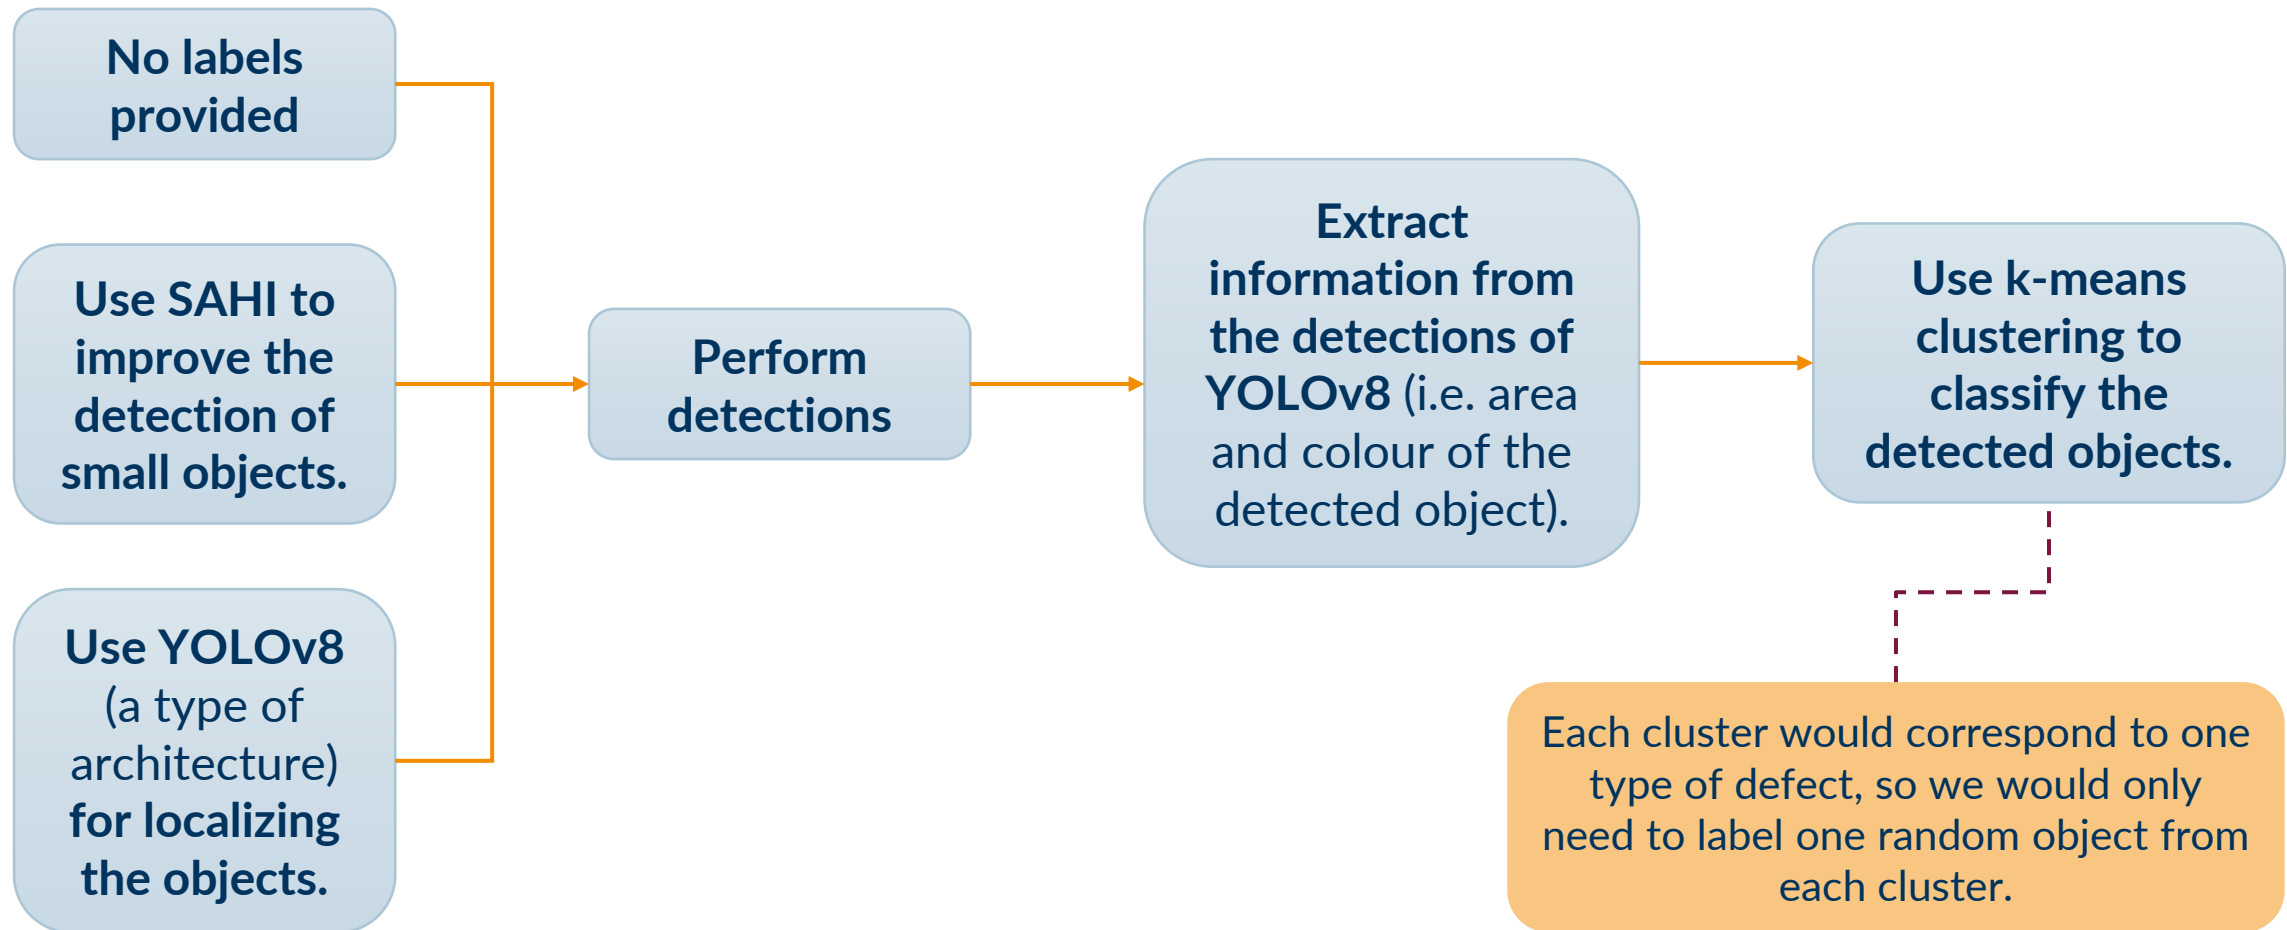 No labels
provided
Use SAHI to
improve the
detection of
small objects.
Use YOLOv8
(a type of
architecture)
for localizing
the objects.
Perform
detections
Extract
information from
the detections of
YOLOv8 (i.e. area
and colour of the
detected object).
Use k-means
clustering to
classify the
detected objects.
Each cluster would correspond to one
type of defect, so we would only
need to label one random object from
each cluster.